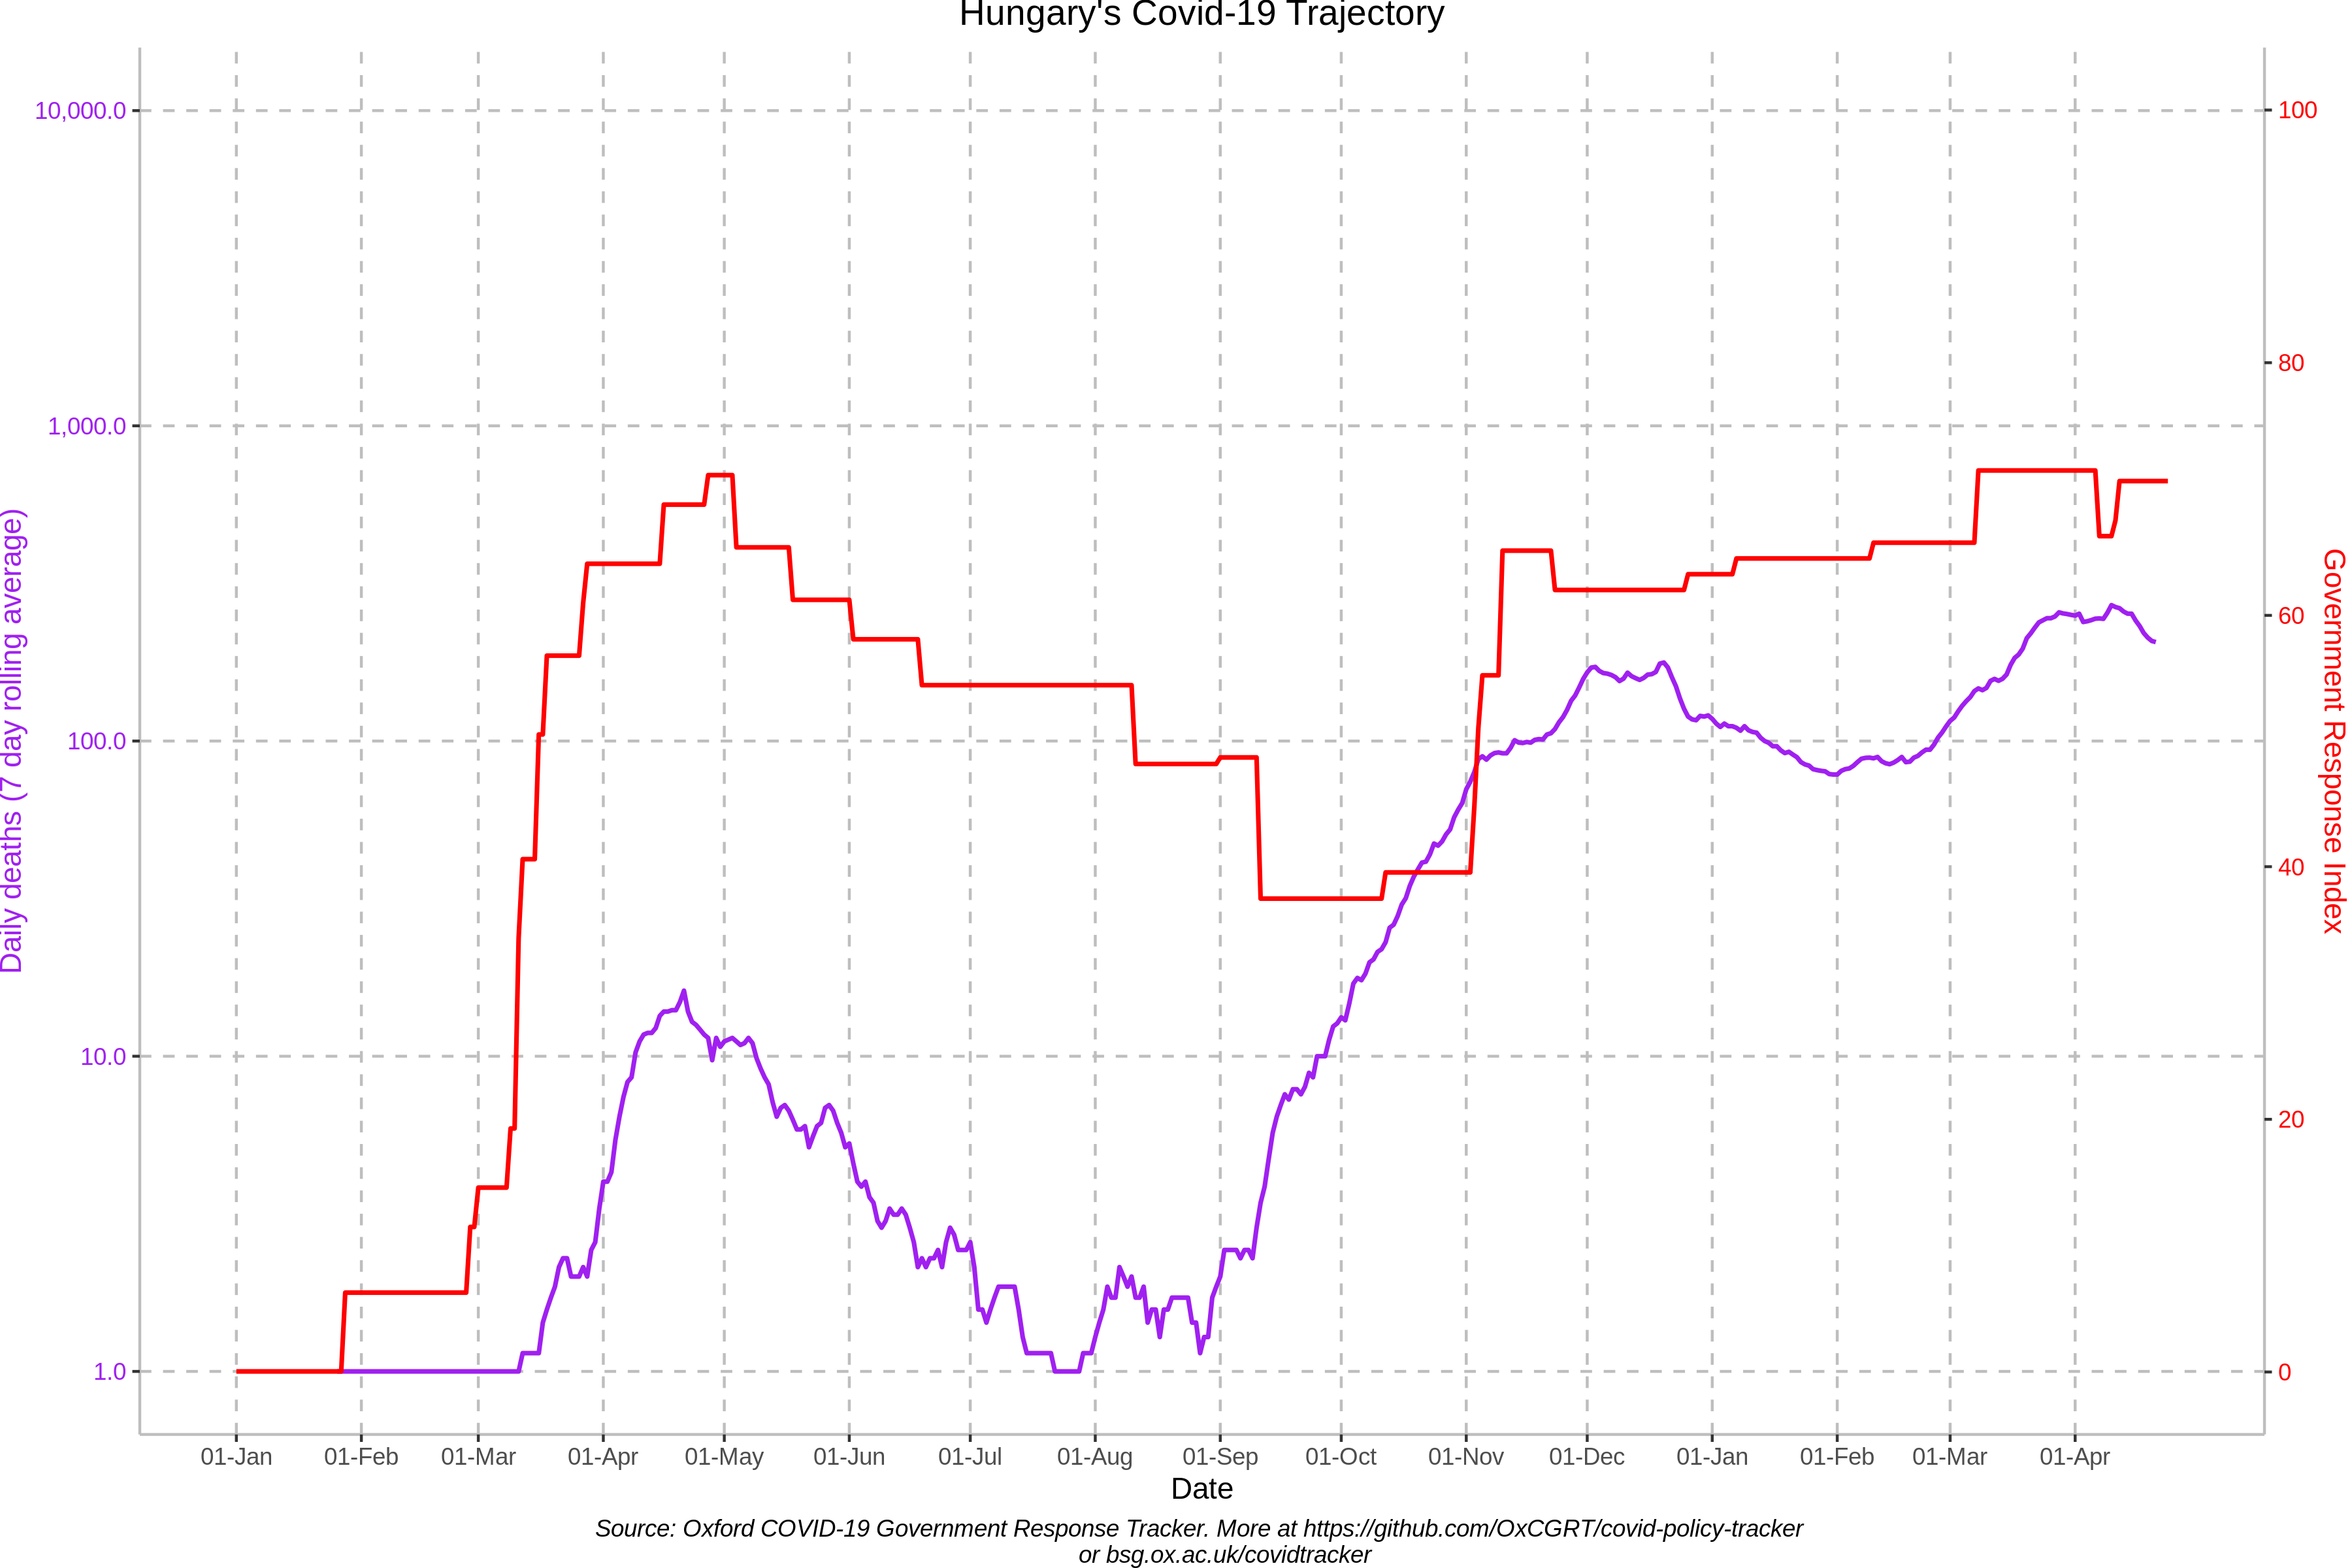 Hungary's Covid-19 Trajectory
10,000.0
1,000.0
100.0
10.0
1.0
Daily deaths (7 day rolling average)
100
80
60
40
20
0
Government Response Index
01-Jan 01-Feb 01-Mar 01-Apr 01-May 01-Jun 01-Jul 01-Aug 01-Sep 01-Oct 01-Nov 01-Dec 01-Jan 01-Feb 01-Mar 01-Apr
Date
Source: Oxford COVID-19 Government Response Tracker. More at https://github.com/OxCGRT/covid-policy-tracker
or bsg.ox.ac.uk/covidtracker